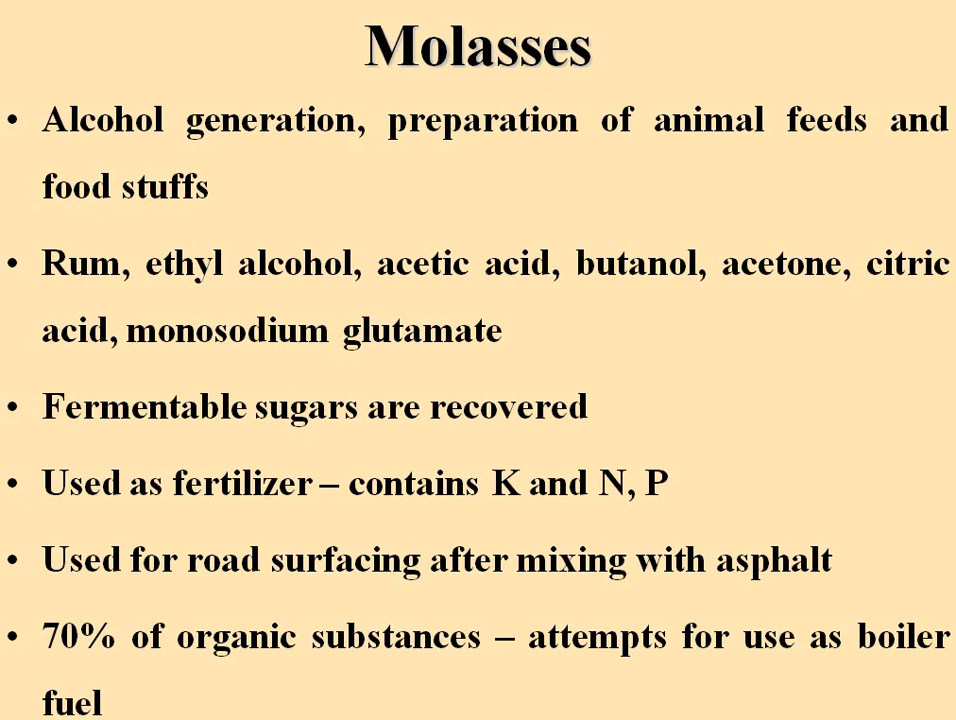 Molasses
• Alcohol generation, preparation of animal feeds and
food stuffs
• Rum, ethyl alcohol, acetic acid, butanol, acetone, citric
acid, monosodium glutamate
• Fermentable sugars are recovered
• Used as fertilizer – contains K and N, P
• Used for road surfacing after mixing with asphalt
• 70% of organic substances – attempts for use as boiler
fuel